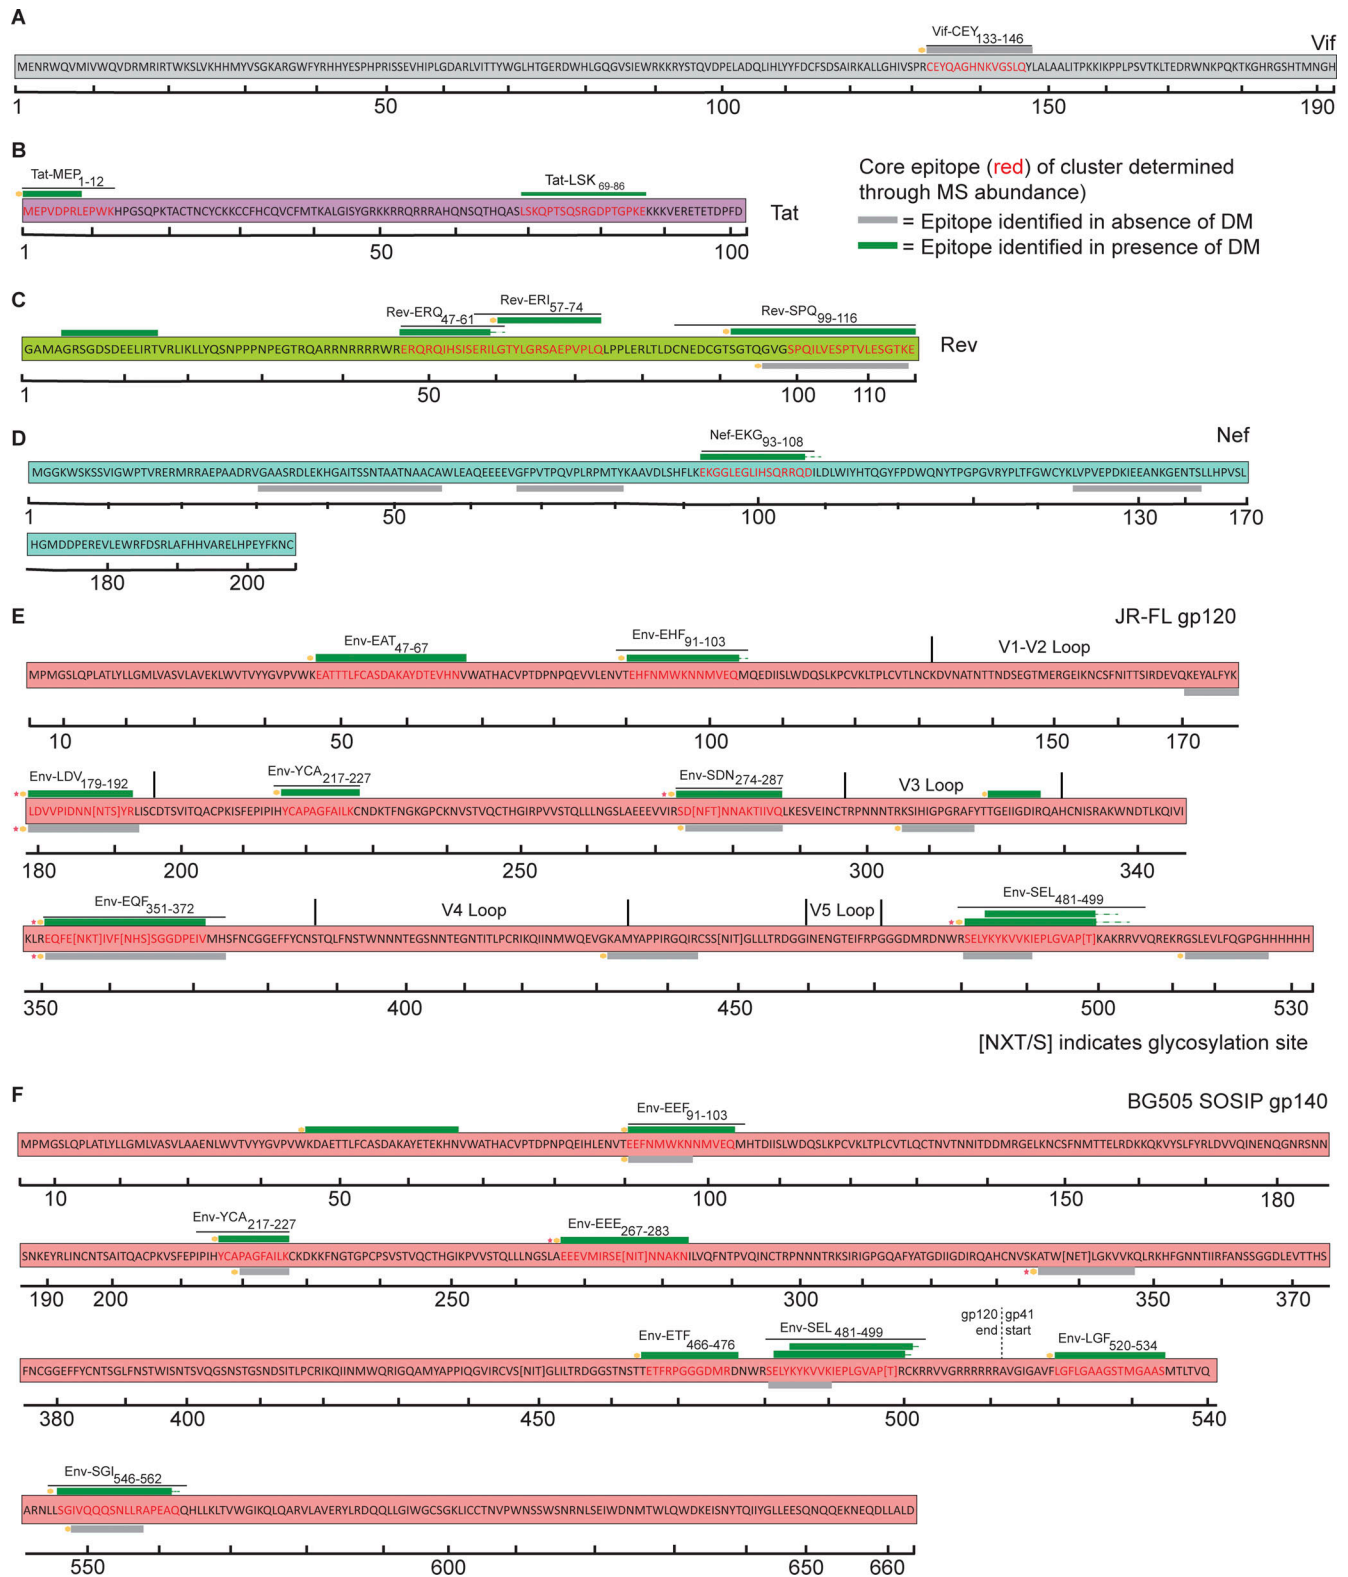 A
Vif-CEY133-146
Vif
MENRWQVMIVWQVDRMRIRTWKSLVKHHMYVSGKARGWFYRHHYESPHPRISSEVHIPLGDARLVITTYWGLHTGERDWHLGQGVSIEWRKKRYSTQVDPELADQLIHLYYFDCFSDSAIRKALLGHIVSPRCEYQAGHNKVGSLQYLALAALITPKKIKPPLPSVTKLTEDRWNKPQKTKGHRGSHTMNGH
1 50 100 150 190
B
Tat-MEP1-12
Tat-LSK69-86
MEPVDPRLEPWKHPGSQPKTACTNCYCKKCCFHCQVCFMTKALGISYGRKKRRQRRRAHQNSQTHQASLSKQPTSQSRGDPTGPKEKKKVERETETDPFD
Tat
1 50 100
Core epitope (red) of cluster determined
through MS abundance)
= Epitope identified in absence of DM
= Epitope identified in presence of DM
C
Rev-ERQ47-61
Rev-ERI57-74
Rev-SPQ99-116
GAMAGRSGDSDEELIRTVRLIKLLYQSNPPPNPEGTRQARRNRRRRWRERQRQIHSISERILGTYLGRSAEPVPLQLPPLERLTLDCNEDCGTSGTQGVGSPQILVESPTVLESGTKE
Rev
1 50 100 110
D
Nef-EKG93-108
Nef
MGGKWSKSSVIGWPTVRERMRRAEPAADRVGAASRDLEKHGAITSSNTAATNAACAWLEAQEEEEVGFPVTPQVPLRPMTYKAAVDLSHFLKEKGGLEGLIHSQRRQDILDLWIYHTQGYFPDWQNYTPGPGVRYPLTFGWCYKLVPVEPDKIEEANKGENTSLLHPVSL
1 50 100 130 170
HGMDDPEREVLEWRFDSRLAFHHVARELHPEYFKNC
180 200
E
JR-FL gp120
Env-EAT47-67
Env-EHF91-103
V1-V2 Loop
MPMGSLQPLATLYLLGMLVASVLAVEKLWVTVYYGVPVWKEATTTLFCASDAKAYDTEVHNVWATHACVPTDPNPQEVVLENVTEHFNMWKNNMVEQMQEDIISLWDQSLKPCVKLTPLCVTLNCKDVNATNTTNDSEGTMERGEIKNCSFNITTSIRDEVQKEYALFYK
10 50 100 150 170
Env-LDV179-192
Env-YCA217-227
Env-SDN274-287
V3 Loop
LDVVPIDNN[NTS]YRLISCDTSVITQACPKISFEPIPIHYCAPAGFAILKCNDKTFNGKGPCKNVSTVQCTHGIRPVVSTQLLLNGSLAEEEVVIRSD[NFT]NNAKTIIVQLKESVEINCTRPNNNTRKSIHIGPGRAFYTTGEIIGDIRQAHCNISRAKWNDTLKQIVI
180 200 250 300 340
Env-EQF351-372
V4 Loop
V5 Loop
Env-SEL481-499
KLREQFE[NKT]IVF[NHS]SGGDPEIVMHSFNCGGEFFYCNSTQLFNSTWNNNTEGSNNTEGNTITLPCRIKQIINMWQEVGKAMYAPPIRGQIRCSS[NIT]GLLLTRDGGINENGTEIFRPGGGDMRDNWRSELYKYKVVKIEPLGVAP[T]KAKRRVVQREKRGSLEVLFQGPGHHHHHH
350 400 450 500 530
[NXT/S] indicates glycosylation site
F
BG505 SOSIP gp140
Env-EEF91-103
MPMGSLQPLATLYLLGMLVASVLAAENLWVTVYYGVPVWKDAETTLFCASDAKAYETEKHNVWATHACVPTDPNPQEIHLENVTEEFNMWKNNMVEQMHTDIISLWDQSLKPCVKLTPLCVTLQCTNVTNNITDDMRGELKNCSFNMTTELRDKKQKVYSLFYRLDVVQINENQGNRSNN
10 50 100 150 180
Env-YCA217-227
Env-EEE267-283
SNKEYRLINCNTSAITQACPKVSFEPIPIHYCAPAGFAILKCKDKKFNGTGPCPSVSTVQCTHGIKPVVSTQLLLNGSLAEEEVMIRSE[NIT]NNAKNILVQFNTPVQINCTRPNNNTRKSIRIGPGQAFYATGDIIGDIRQAHCNVSKATW[NET]LGKVVKQLRKHFGNNTIIRFANSSGGDLEVTTHS
190 200 250 300 350 370
Env-ETF466-476
Env-SEL481-499
gp120 gp41
end start
Env-LGF520-534
FNCGGEFFYCNTSGLFNSTWISNTSVQGSNSTGSNDSITLPCRIKQIINMWQRIGQAMYAPPIQGVIRCVS[NIT]GLILTRDGGSTNSTTETFRPGGGDMRDNWRSELYKYKVVKIEPLGVAP[T]RCKRRVVGRRRRRRAVGIGAVFLGFLGAAGSTMGAASMTLTVQ
380 400 450 500 540
Env-SGI546-562
ARNLLSGIVQQQSNLLRAPEAQQHLLKLTVWGIKQLQARVLAVERYLRDQQLLGIWGCSGKLICCTNVPWNSSWSNRNLSEIWDNMTWLQWDKEISNYTQIIYGLLEESQNQQEKNEQDLLALD
550 600 650 660